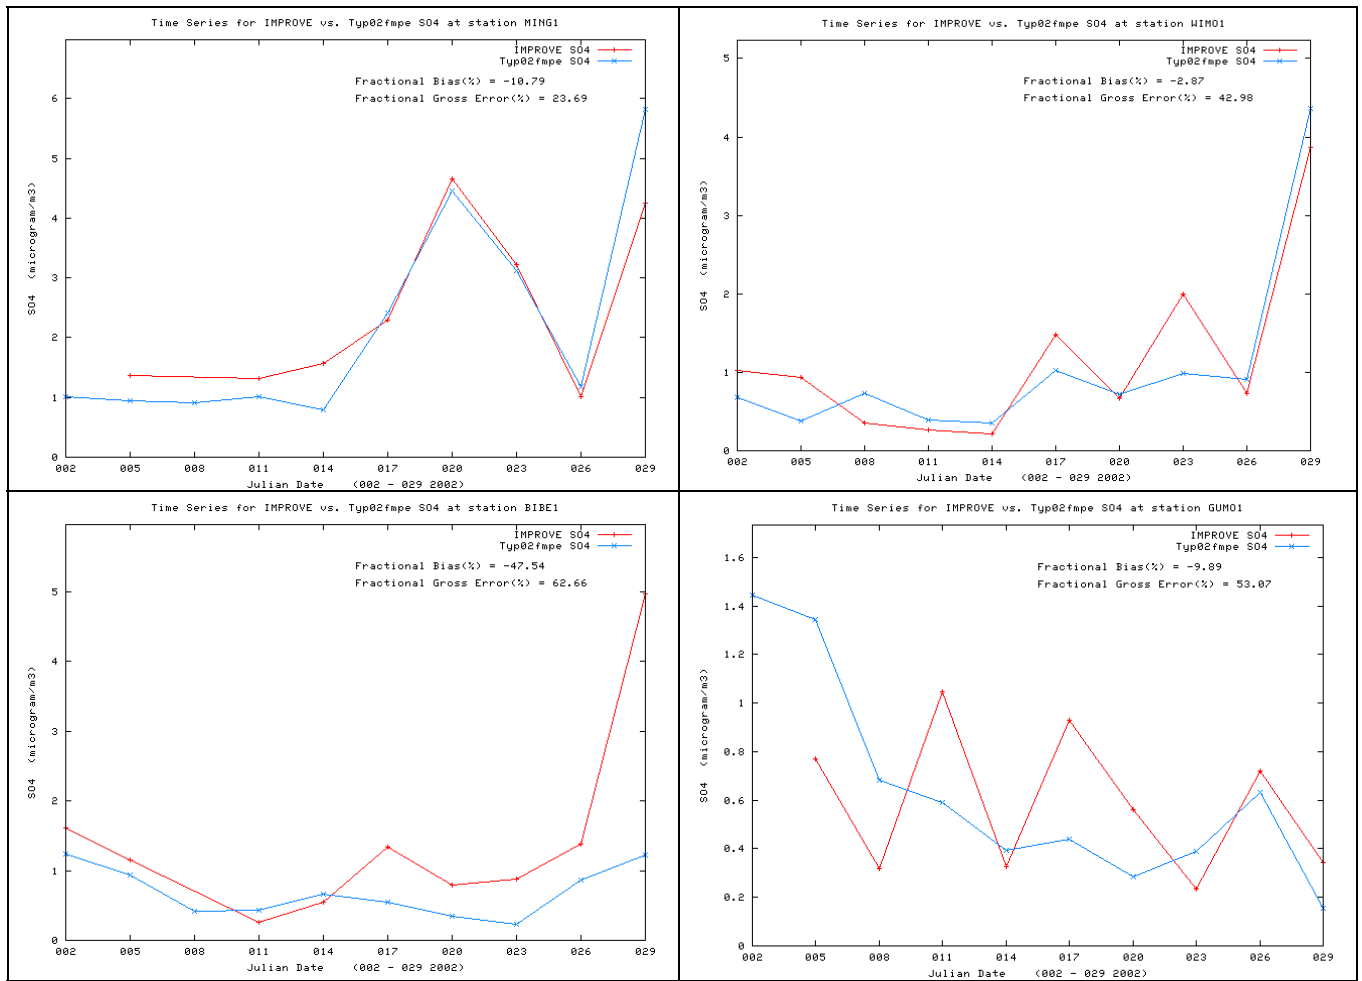 Time Series for IMPROVE vs. Typ02fmpe SO4 at station MING1
IMPROVE SO4
Typ02fmpe SO4
Fractional Bias(%) = -10.79
Fractional Gross Error(%) = 23.69
6
5
4
3
2
1
0
SO4 (microgram/m3)
002 005 008 011 014 017 020 023 026 029
Julian Date (002 - 029 2002)
Time Series for IMPROVE vs. Typ02fmpe SO4 at station WIMO1
IMPROVE SO4
Typ02fmpe SO4
Fractional Bias(%) = -2.87
Fractional Gross Error(%) = 42.98
5
4
3
2
1
0
SO4 (microgram/m3)
002 005 008 011 014 017 020 023 026 029
Julian Date (002 - 029 2002)
Time Series for IMPROVE vs. Typ02fmpe SO4 at station BIBE1
IMPROVE SO4
Typ02fmpe SO4
Fractional Bias(%) = -47.54
Fractional Gross Error(%) = 62.66
5
4
3
2
1
0
SO4 (microgram/m3)
002 005 008 011 014 017 020 023 026 029
Julian Date (002 - 029 2002)
Time Series for IMPROVE vs. Typ02fmpe SO4 at station GUMO1
IMPROVE SO4
Typ02fmpe SO4
Fractional Bias(%) = -9.89
Fractional Gross Error(%) = 53.07
1.6
1.4
1.2
1
0.8
0.6
0.4
0.2
0
SO4 (microgram/m3)
002 005 008 011 014 017 020 023 026 029
Julian Date (002 - 029 2002)